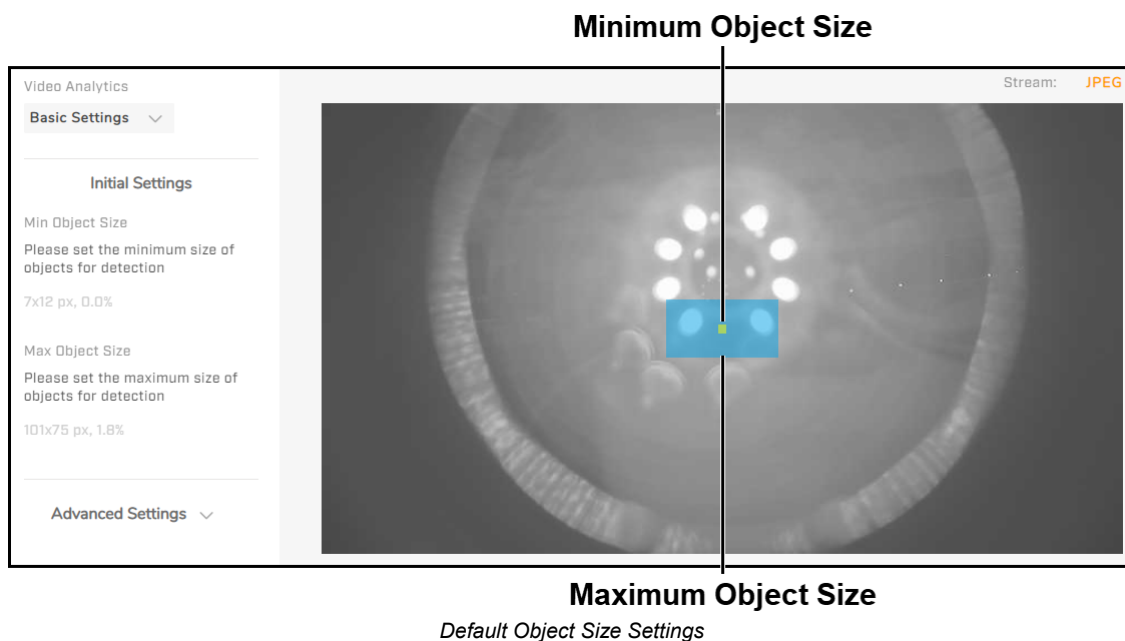 Minimum Object Size
Video Analytics
Stream: JPEG
Basic Settings
Initial Settings
Min Object Size
Please set the minimum size of
objects for detection
7x12 px, 0.0%
Max Object Size
Please set the maximum size of
objects for detection
101x75 px, 1.8%
Advanced Settings
Maximum Object Size
Default Object Size Settings